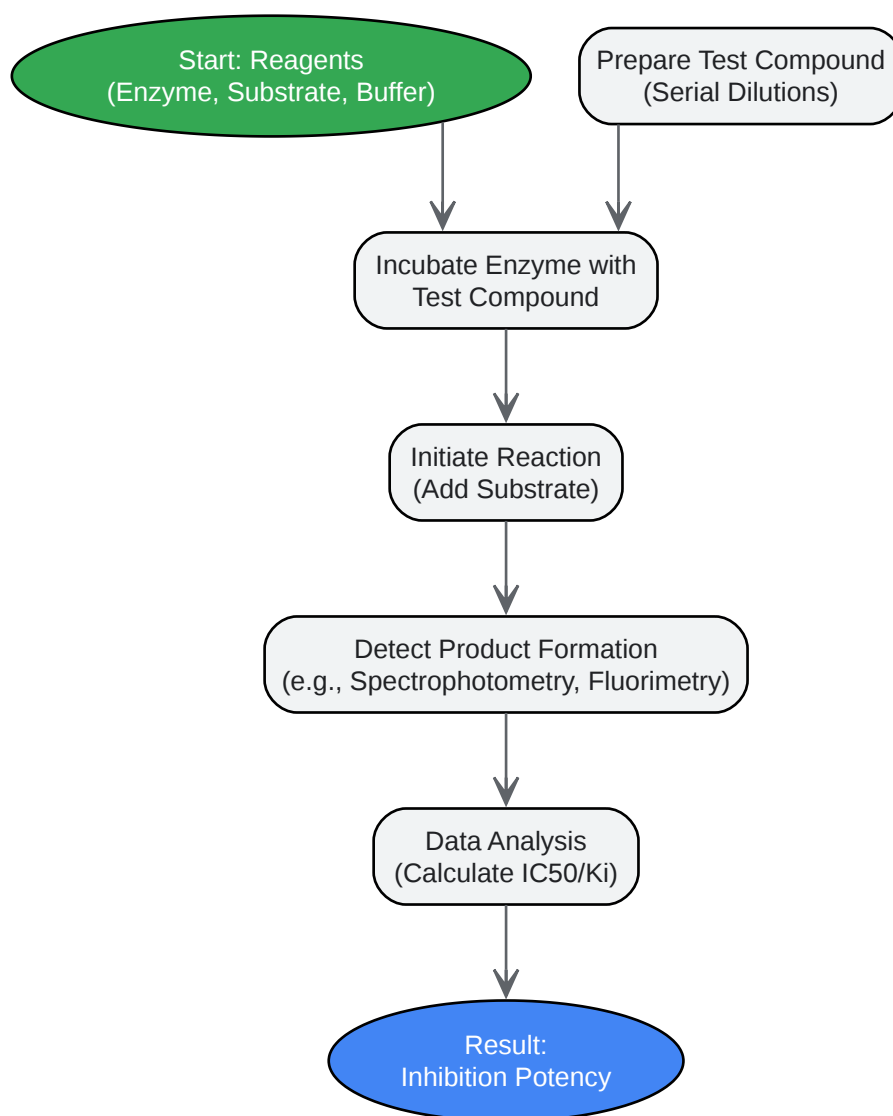 Start: Reagents
(Enzyme, Substrate, Buffer)
Prepare Test Compound
(Serial Dilutions)
Incubate Enzyme with
Test Compound
Initiate Reaction
(Add Substrate)
Detect Product Formation
(e.g., Spectrophotometry, Fluorimetry)
Data Analysis
(Calculate IC50/Ki)
Result:
Inhibition Potency